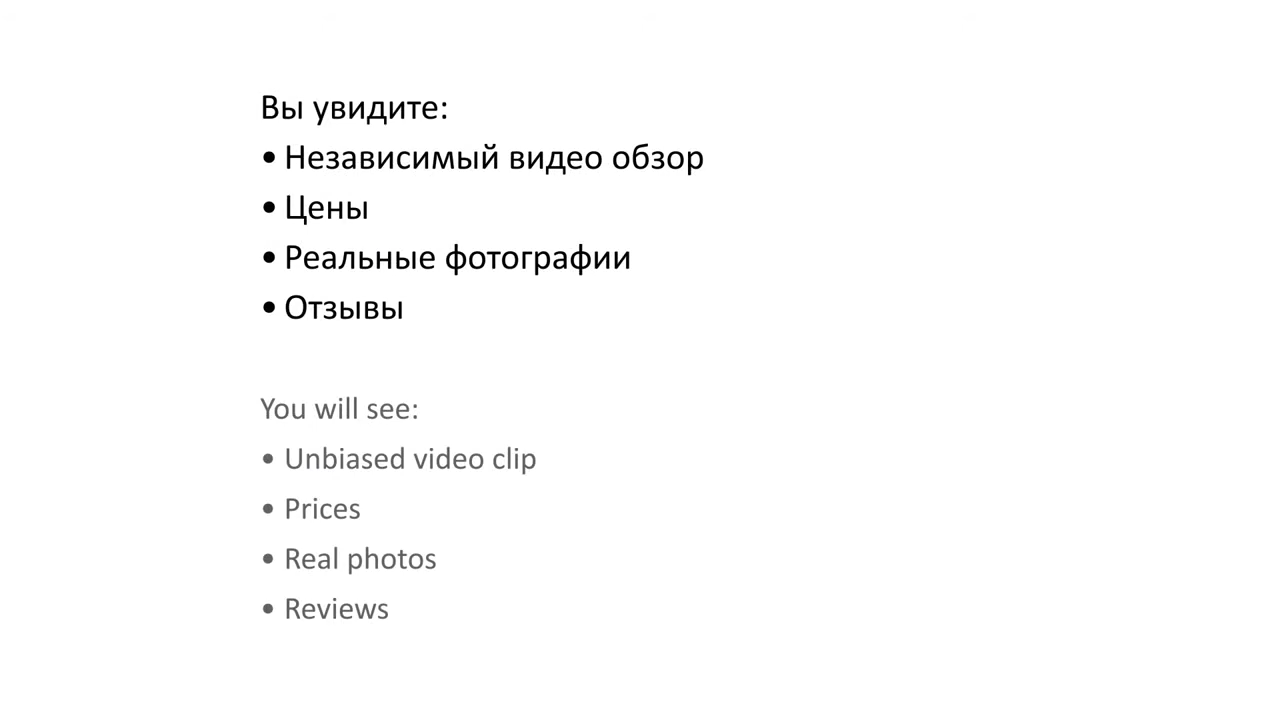 Вы увидите:
• Независимый видео обзор
• Цены
• Реальные фотографии
• Отзывы
You will see:
• Unbiased video clip
• Prices
• Real photos
• Reviews